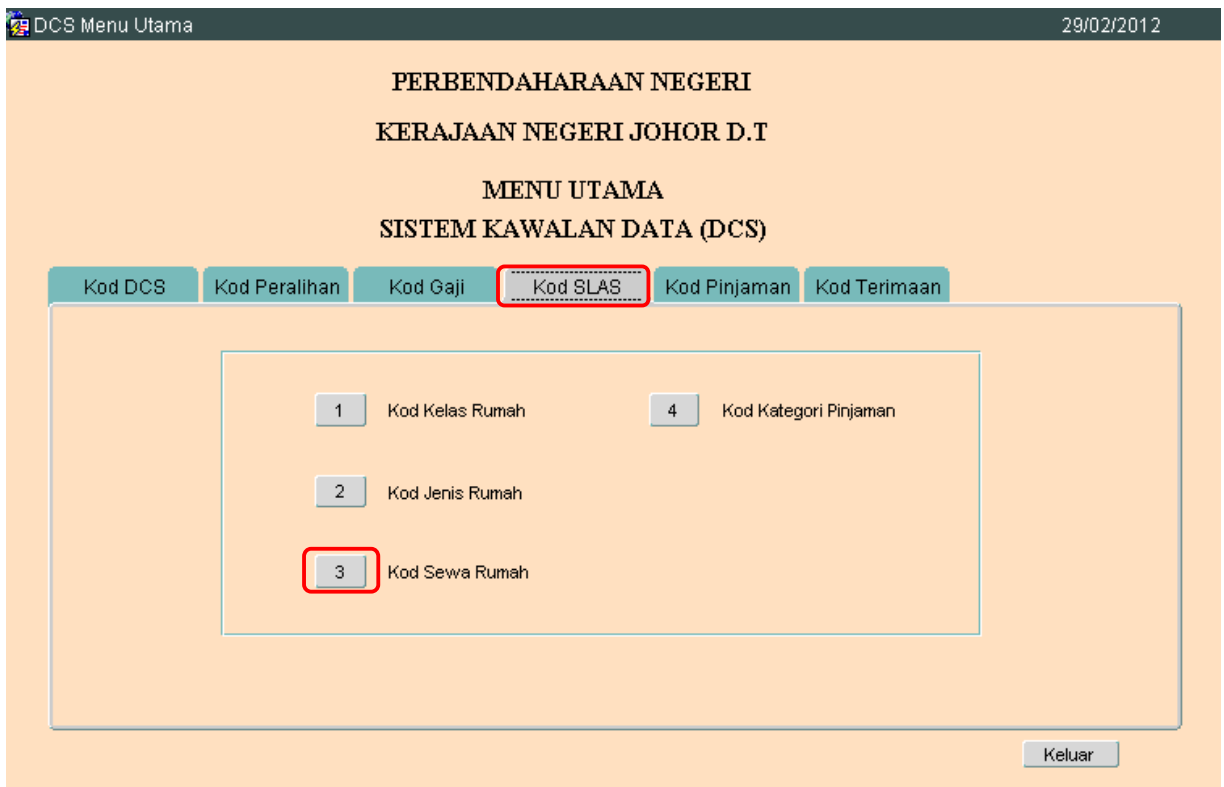 DCS Menu Utama 29/02/2012
PERBENDAHARAAN NEGERI
KERAJAAN NEGERI JOHOR D.T
MENU UTAMA
SISTEM KAWALAN DATA (DCS)
Kod DCS Kod Peralihan Kod Gaji Kod SLAS Kod Pinjaman Kod Terimaan
1 Kod Kelas Rumah 4 Kod Kategori Pinjaman
2 Kod Jenis Rumah
3 Kod Sewa Rumah
Keluar